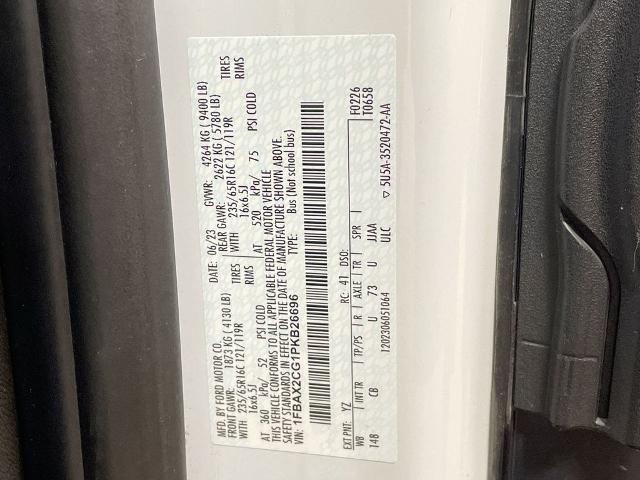 MFD. BY FORD MOTOR CO.
DATE: 06/23 GVWR: 4264 KG ( 9400 LB)
FRONT GAWR: 1873 KG ( 4130 LB) REAR GAWR: 2622 KG ( 5780 LB)
WITH 235/65R16C 121/119R TIRES WITH 235/65R16C 121/119R TIRES
16x6.5J RIMS 16x6.5J RIMS
AT 360 kPa/ 52 PSI COLD AT 520 kPa/ 75 PSI COLD
THIS VEHICLE CONFORMS TO ALL APPLICABLE FEDERAL MOTOR VEHICLE
SAFETY STANDARDS IN EFFECT ON THE DATE OF MANUFACTURE SHOWN ABOVE.
VIN: 1FBAX2CG1PKB26696 TYPE: Bus (Not school bus)
F0226
T0658
EXT PNT: YZ RC: 41 DSO:
WB INT TR TP/PS R AXLE TR SPR
148 CB U 73 U JJAA
1202306051064 ULC
▽ 5U5A-3520472-AA